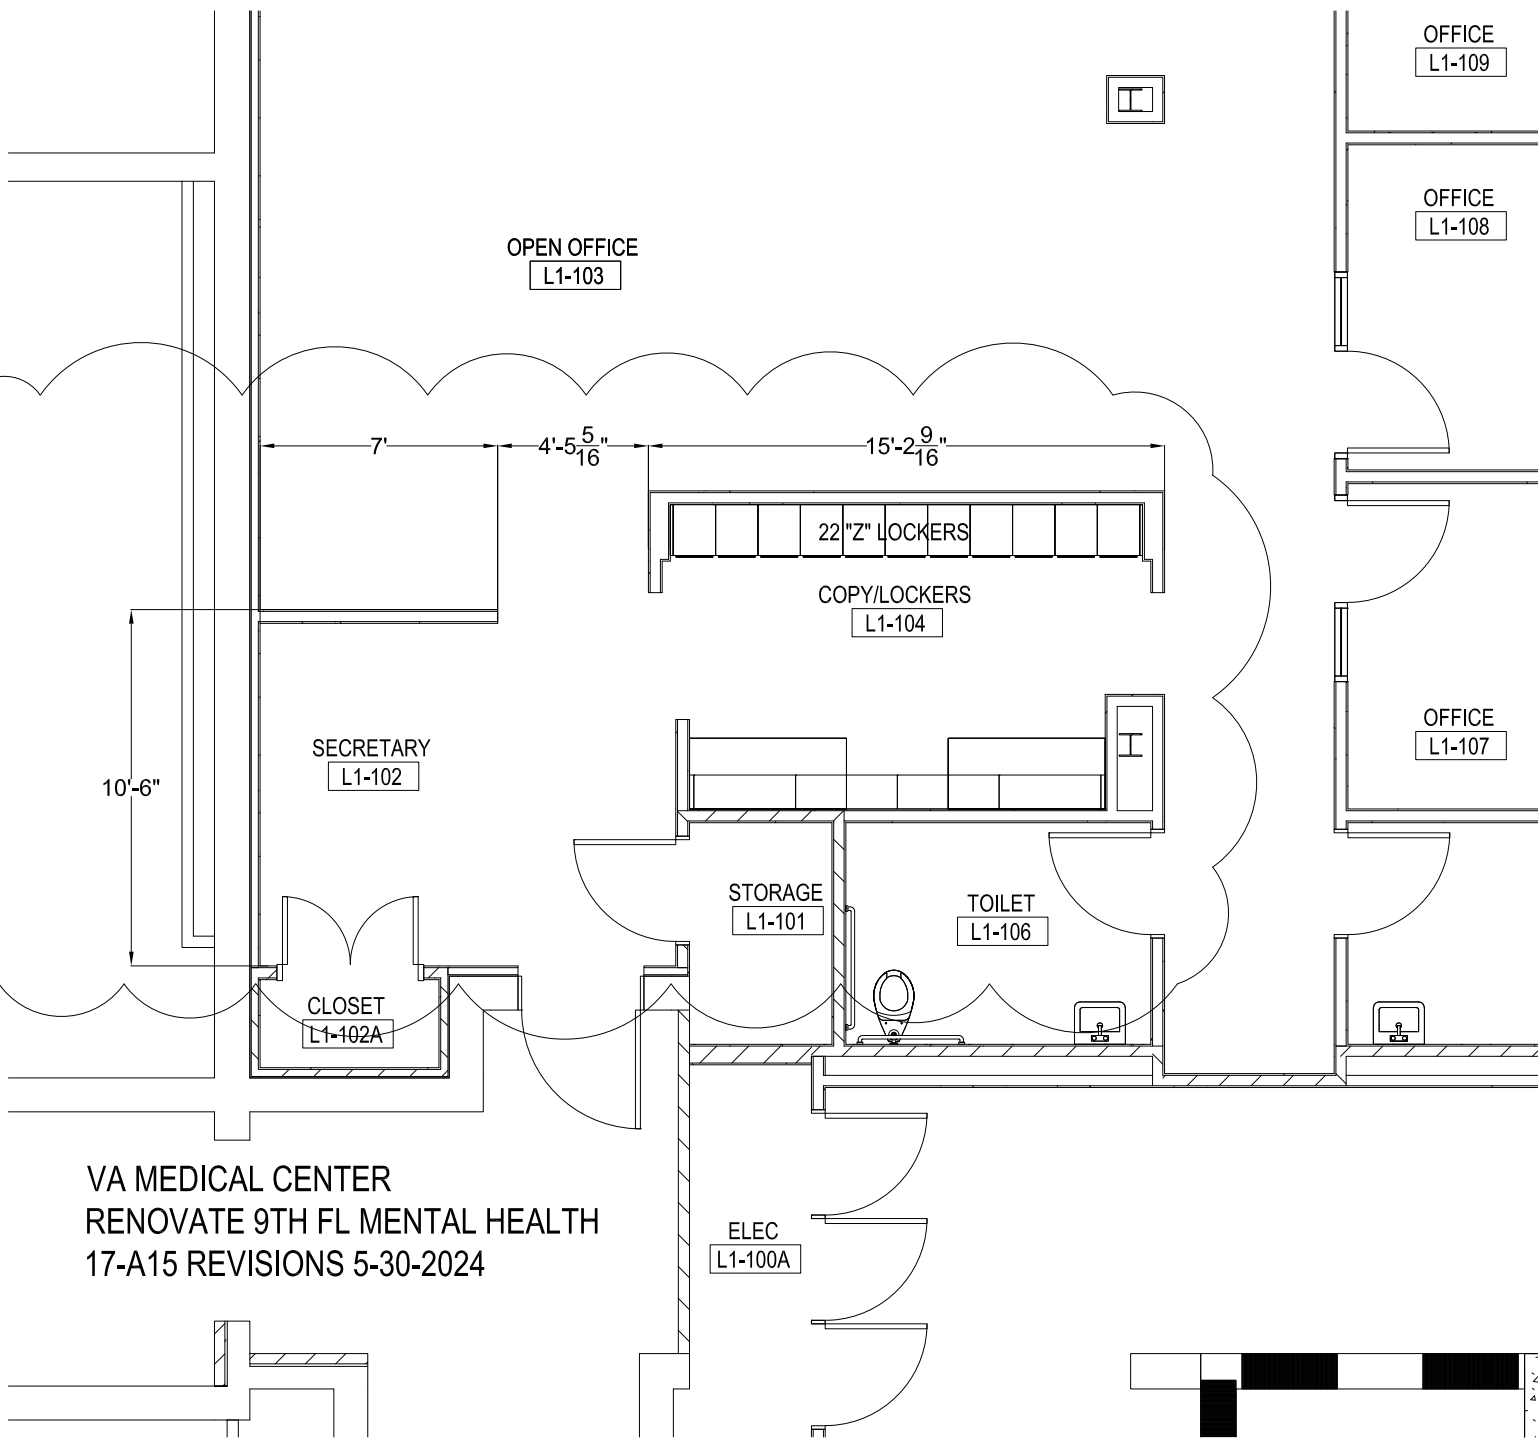 OFFICE
L1-109
OFFICE
L1-108
OPEN OFFICE
L1-103
7'
4'-5 5/16"
15'-2 9/16"
22 "Z" LOCKERS
COPY/LOCKERS
L1-104
OFFICE
L1-107
SECRETARY
L1-102
10'-6"
STORAGE
L1-101
TOILET
L1-106
CLOSET
L1-102A
VA MEDICAL CENTER
RENOVATE 9TH FL MENTAL HEALTH
17-A15 REVISIONS 5-30-2024
ELEC
L1-100A